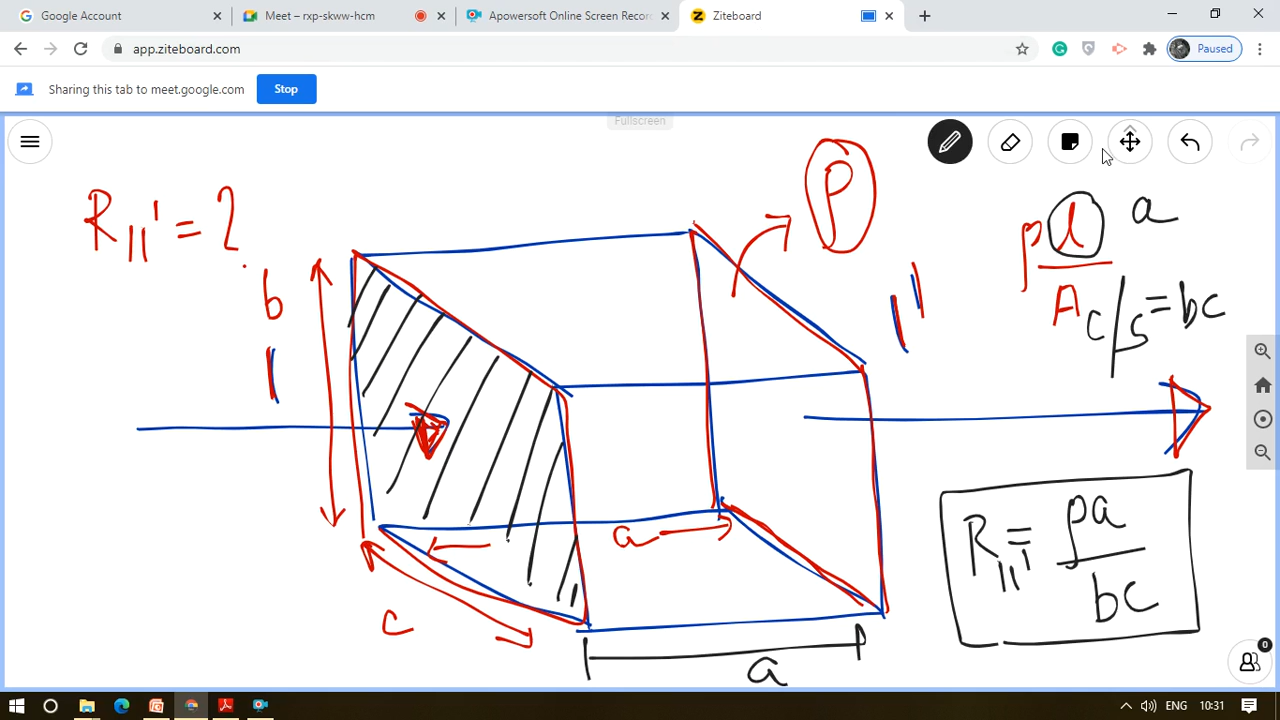 Google Account
Meet – rxp-skww-hcm
Apowersoft Online Screen Recor
Ziteboard
app.ziteboard.com
Paused
Sharing this tab to meet.google.com
Stop
Fullscreen
R₁₁' = ?
ρ
ρ l a
A c/s = bc
b
1
1'
a
c
a
R₁₁' = ρa
bc
0
ENG
10:31